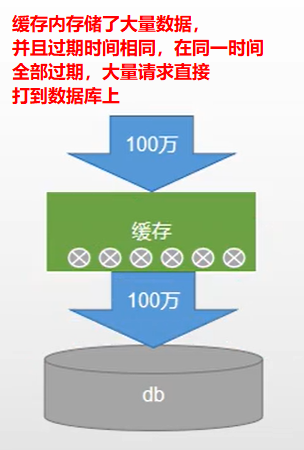 缓存内存储了大量数据，
并且过期时间相同，在同一时间
全部过期，大量请求直接
打到数据库上
100万
缓存
100万
db